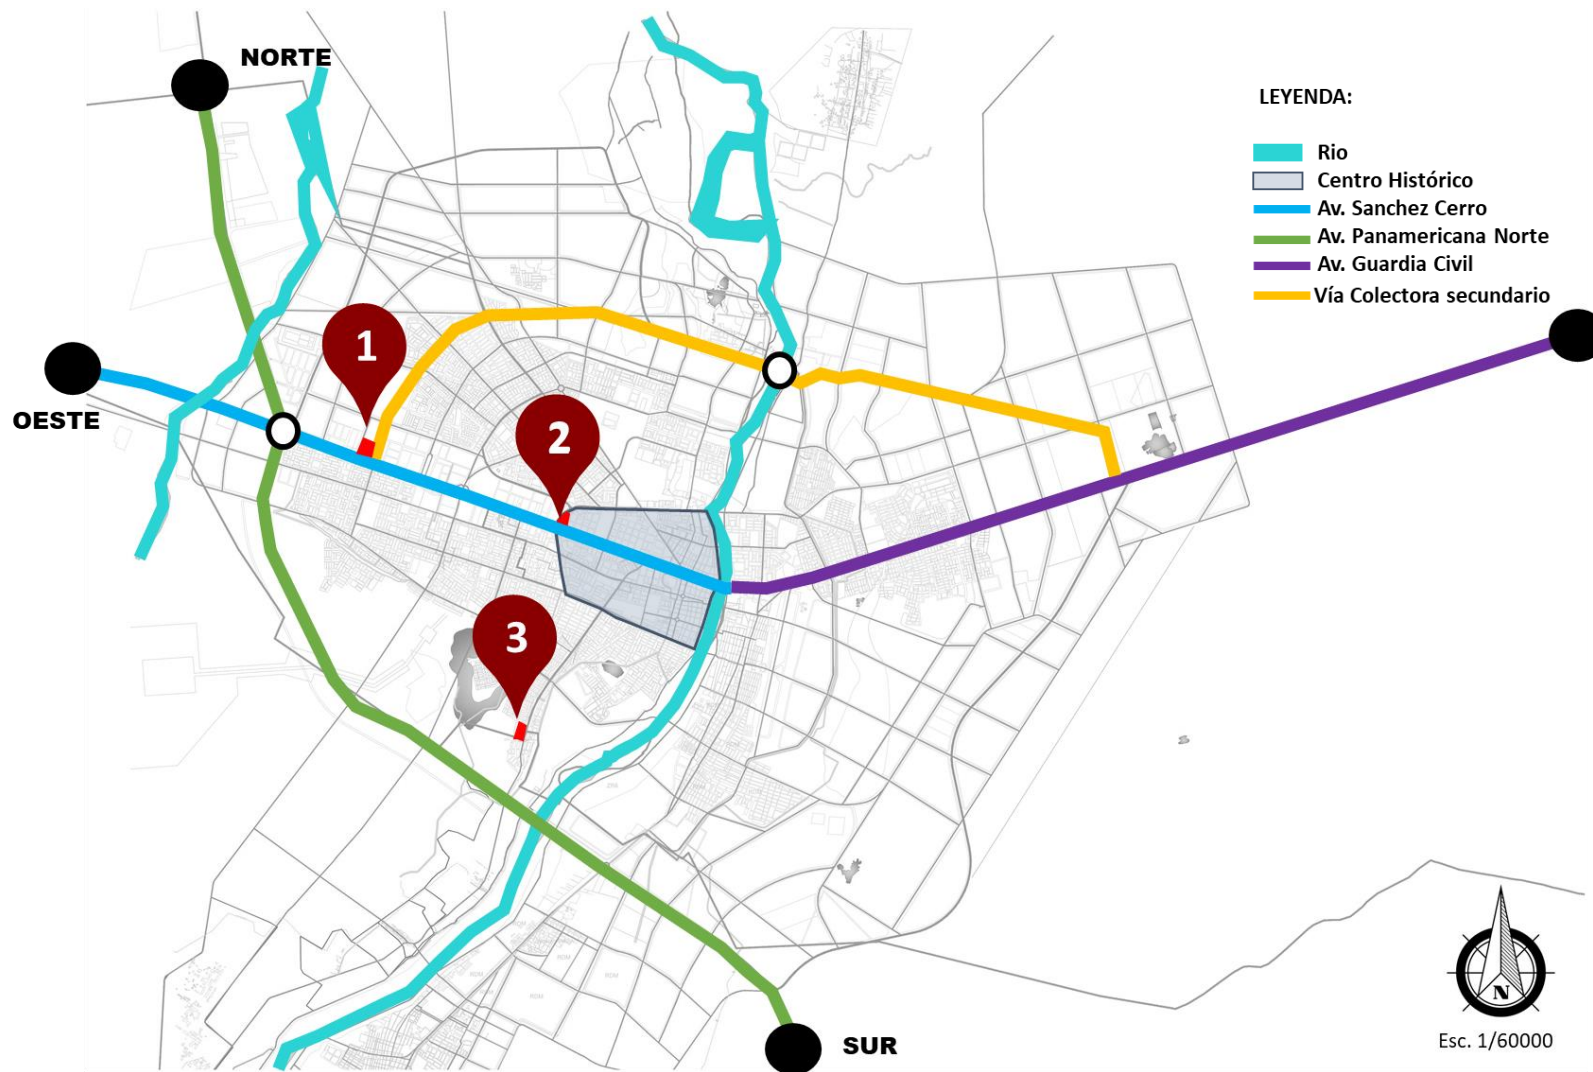 NORTE
LEYENDA:
Rio
Centro Histórico
Av. Sanchez Cerro
Av. Panamericana Norte
Av. Guardia Civil
Vía Colectora secundario
1
OESTE
2
3
SUR
N
Esc. 1/60000